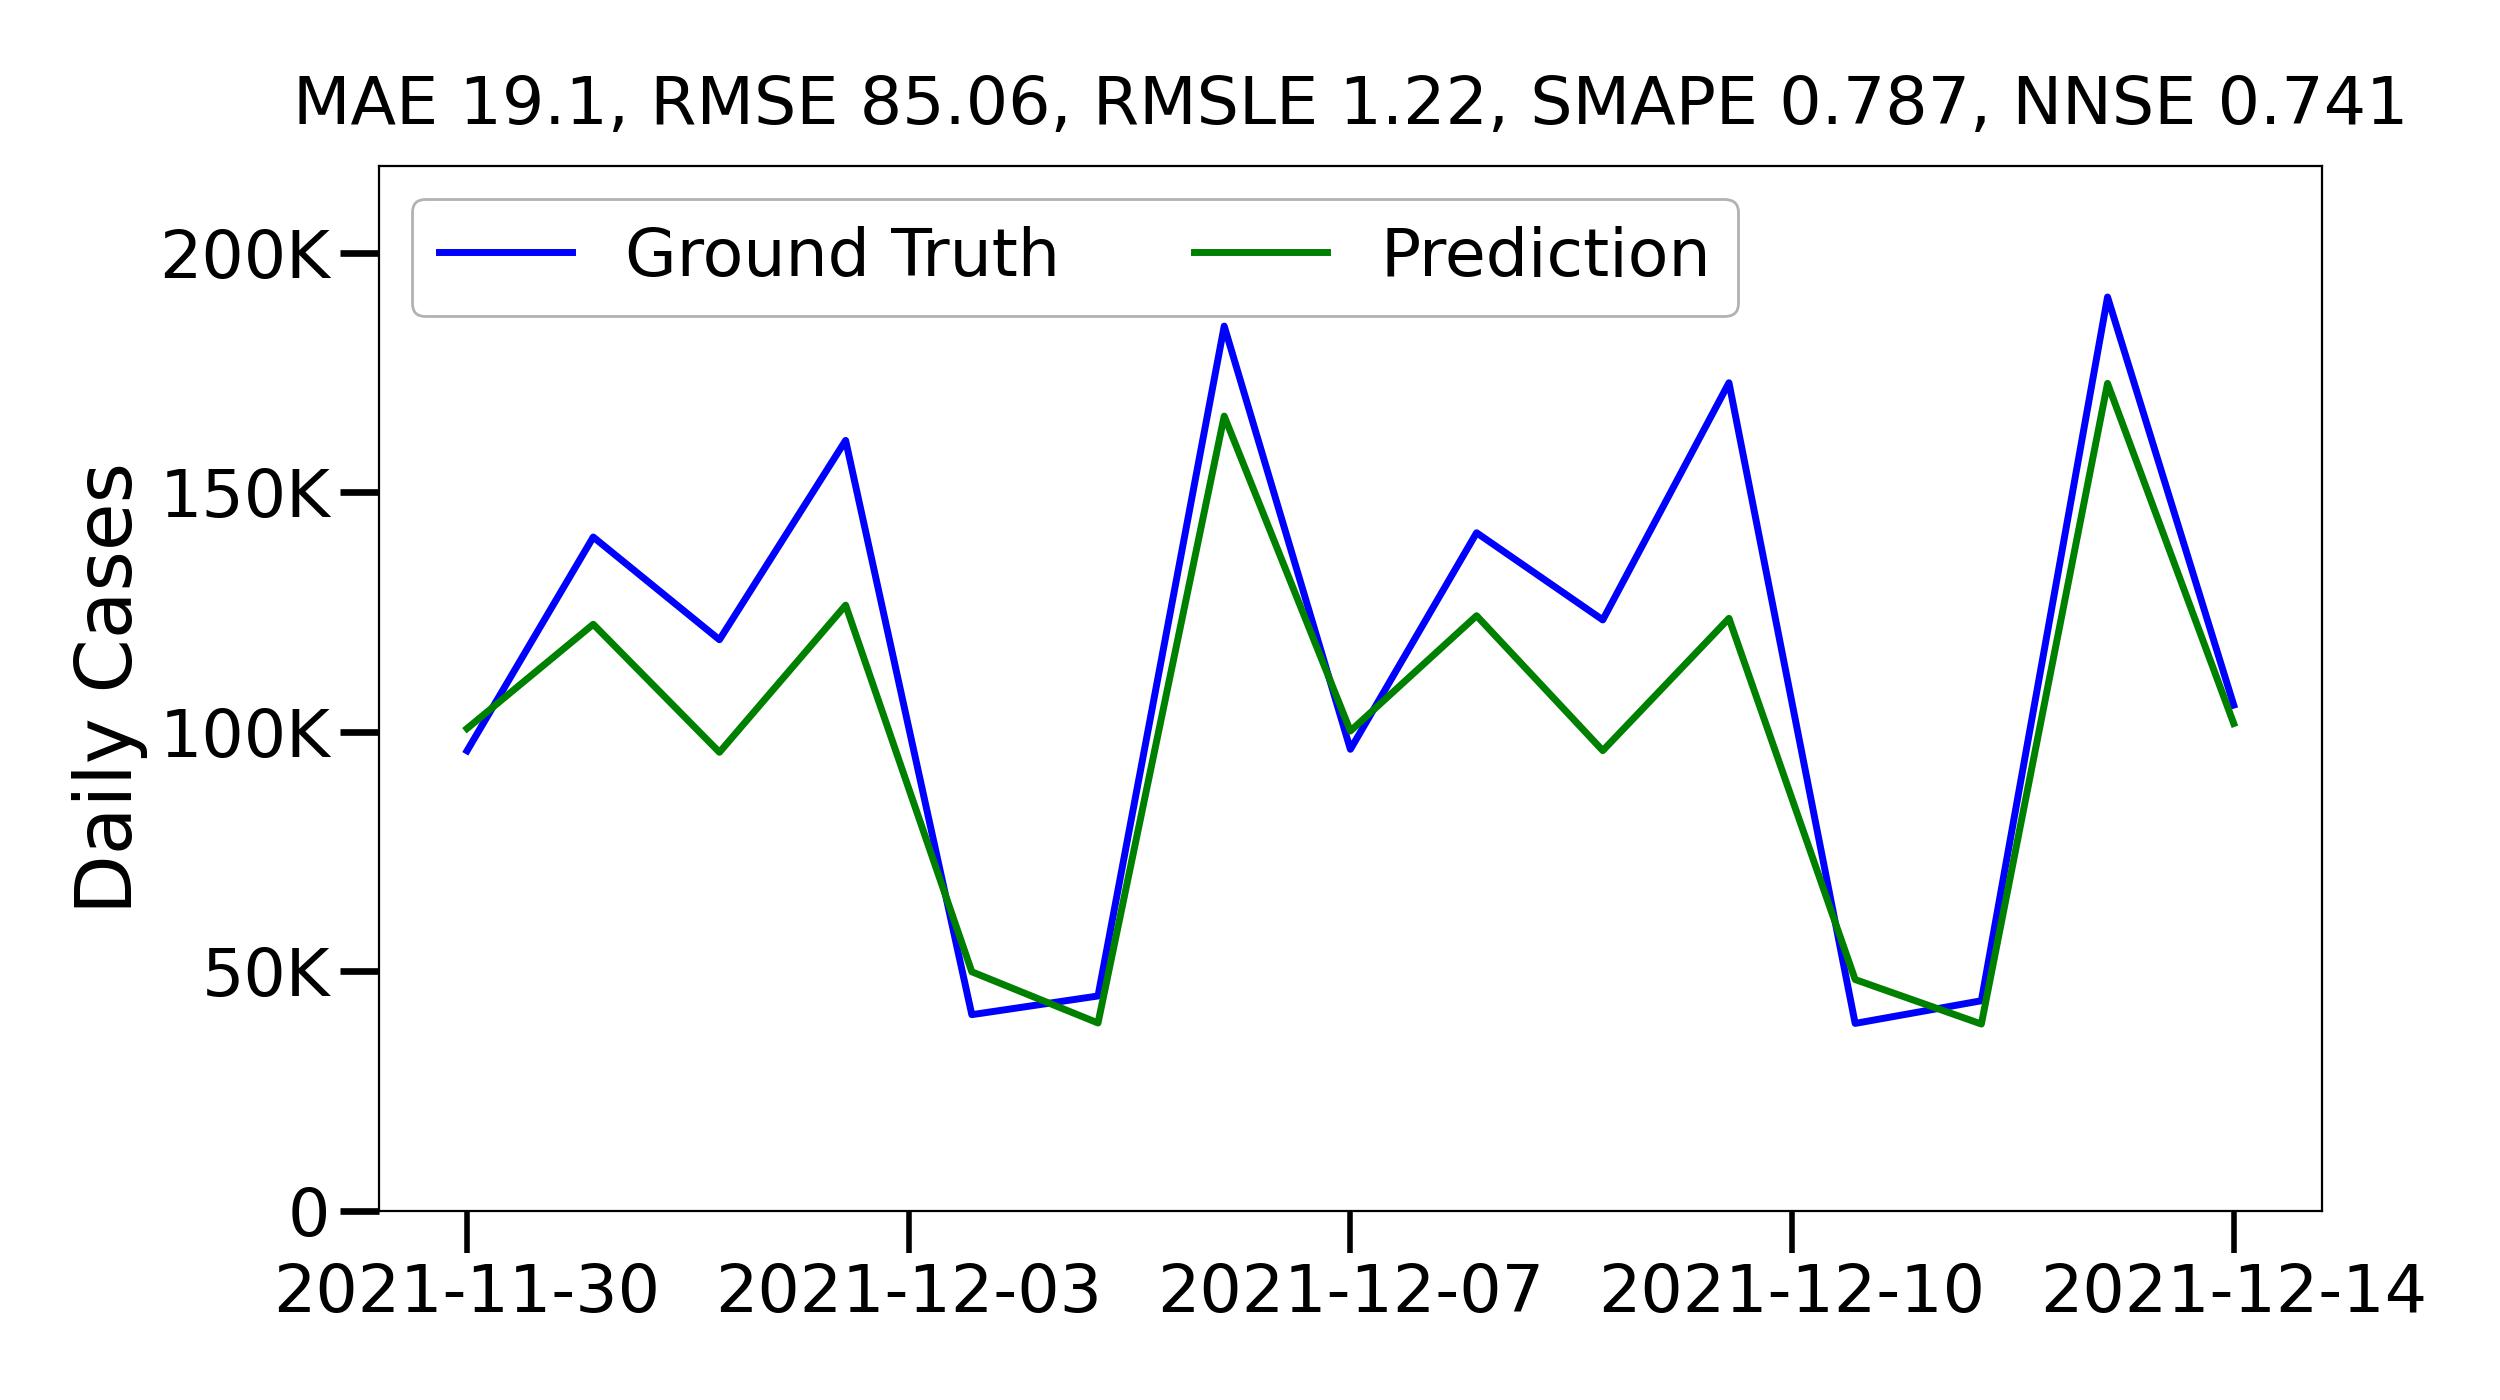 MAE 19.1, RMSE 85.06, RMSLE 1.22, SMAPE 0.787, NNSE 0.741
Ground Truth Prediction
Daily Cases
200K
150K
100K
50K
0
2021-11-30 2021-12-03 2021-12-07 2021-12-10 2021-12-14